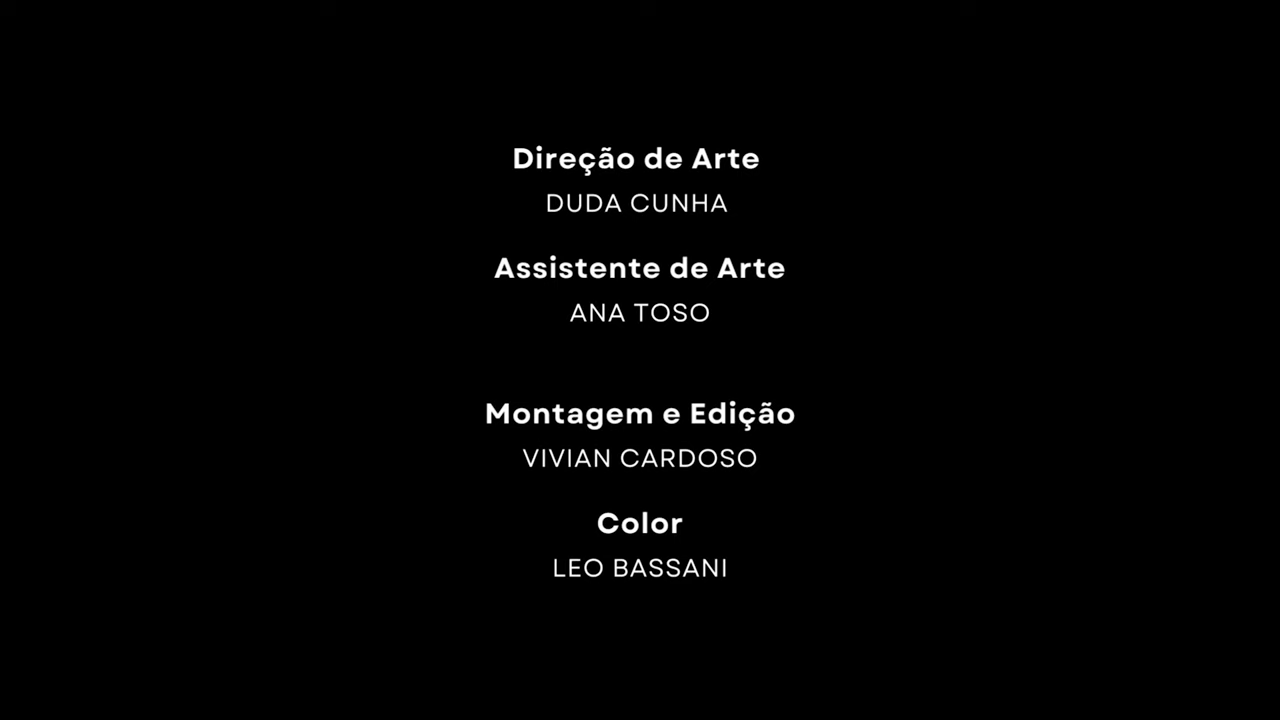 Direção de Arte
DUDA CUNHA
Assistente de Arte
ANA TOSO
Montagem e Edição
VIVIAN CARDOSO
Color
LEO BASSANI